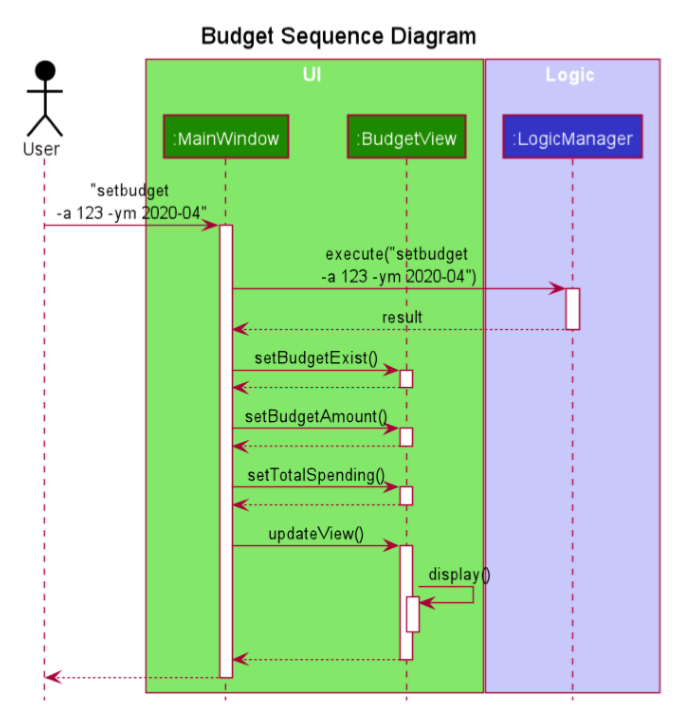 Budget Sequence Diagram
UI
Logic
User
:MainWindow
:BudgetView
:LogicManager
"setbudget
-a 123 -ym 2020-04"
execute("setbudget
-a 123 -ym 2020-04")
result
setBudgetExist()
setBudgetAmount()
setTotalSpending()
updateView()
display()